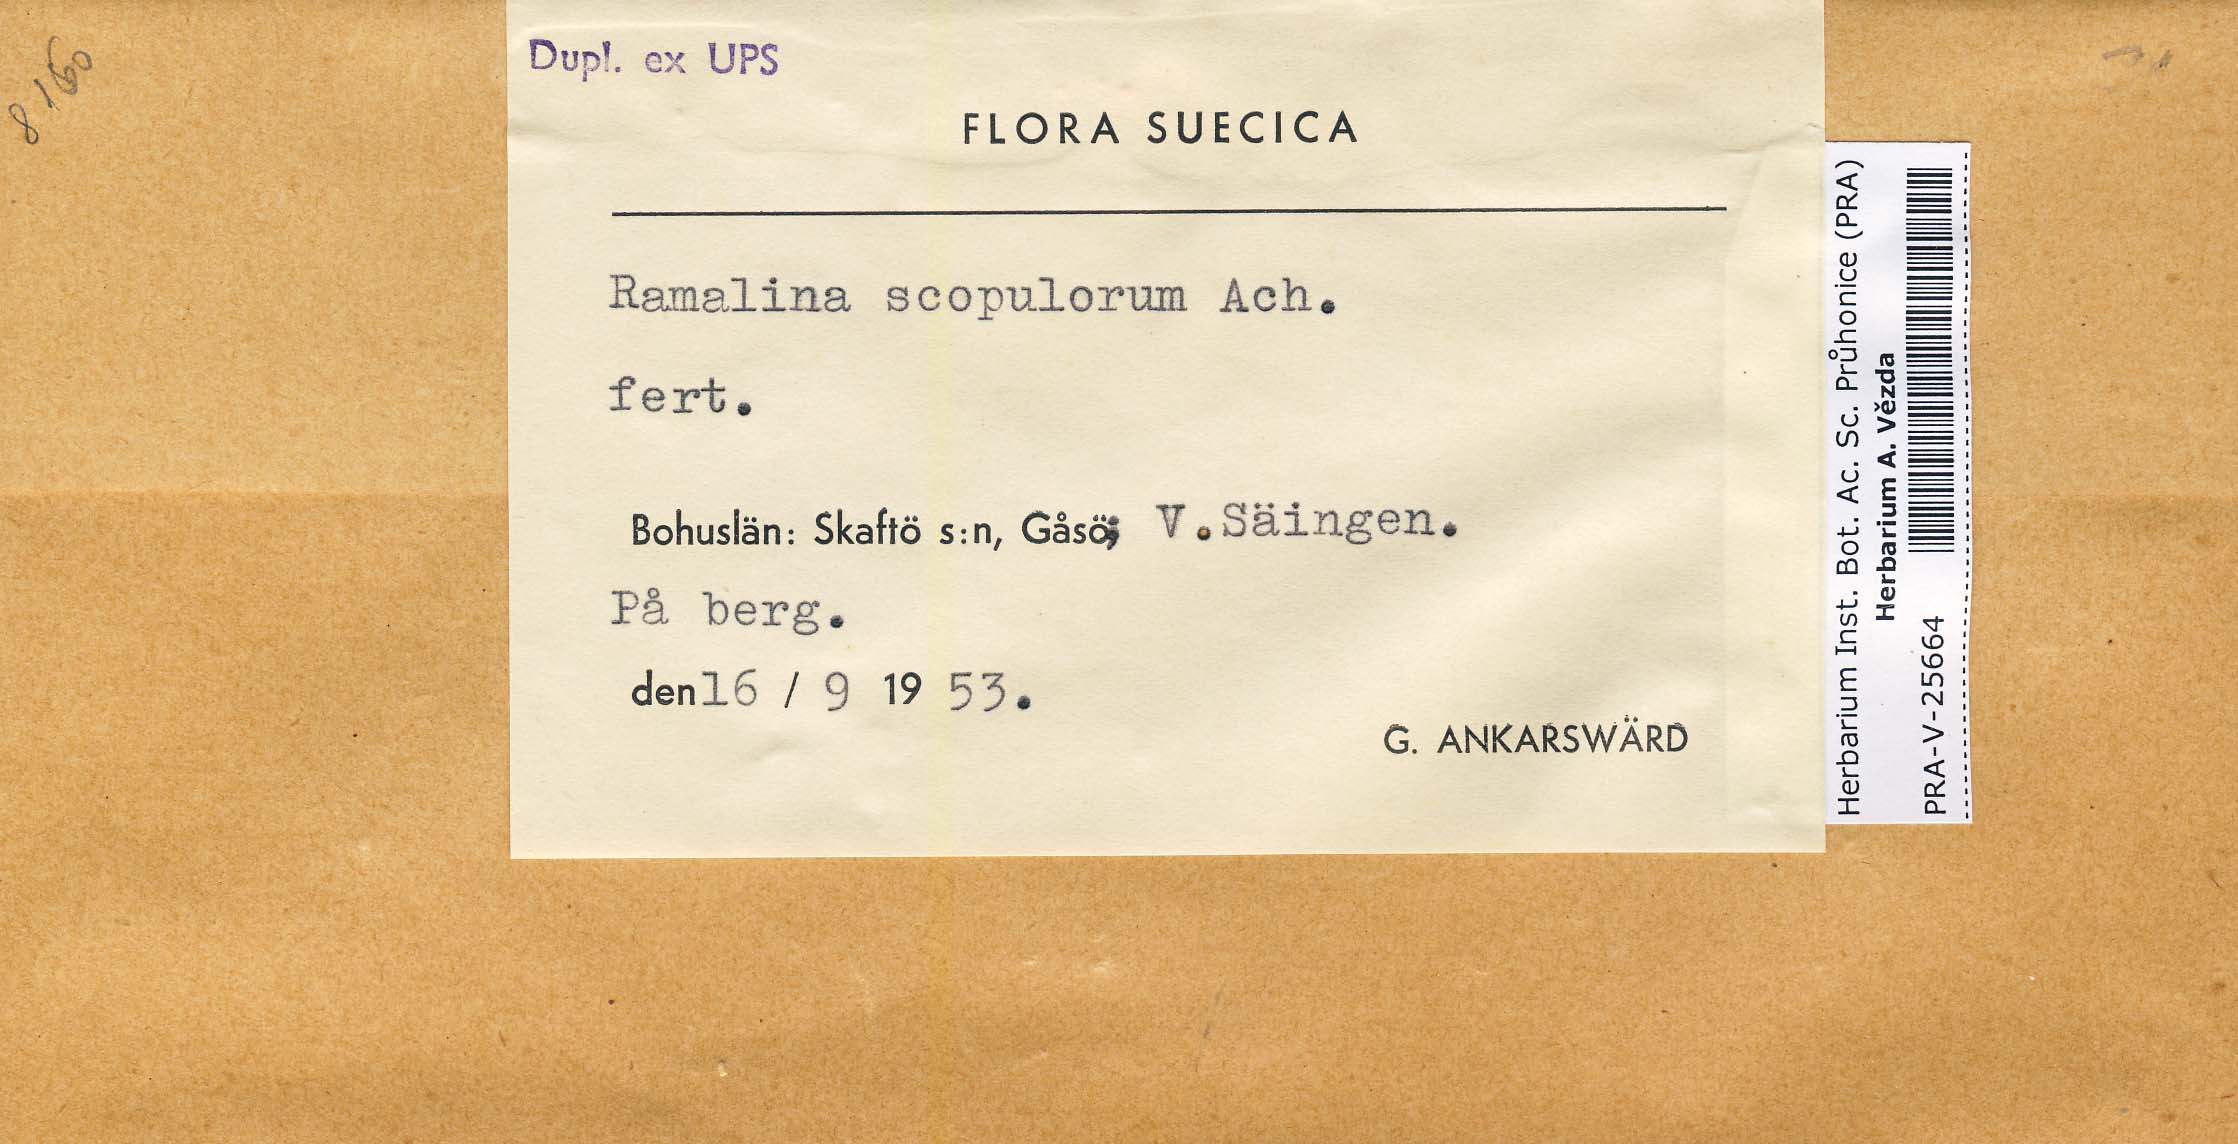 Dupl. ex UPS
FLORA SUECICA
Ramalina scopulorum Ach.
fert.
Bohuslän: Skaftö s:n, Gåsö; V.Säingen.
På berg.
den 16 / 9 19 53.
G. ANKARSWÄRD
Herbarium Inst. Bot. Ac. Sc. Průhonice (PRA)
Herbarium A. Vězda
PRA-V-25664